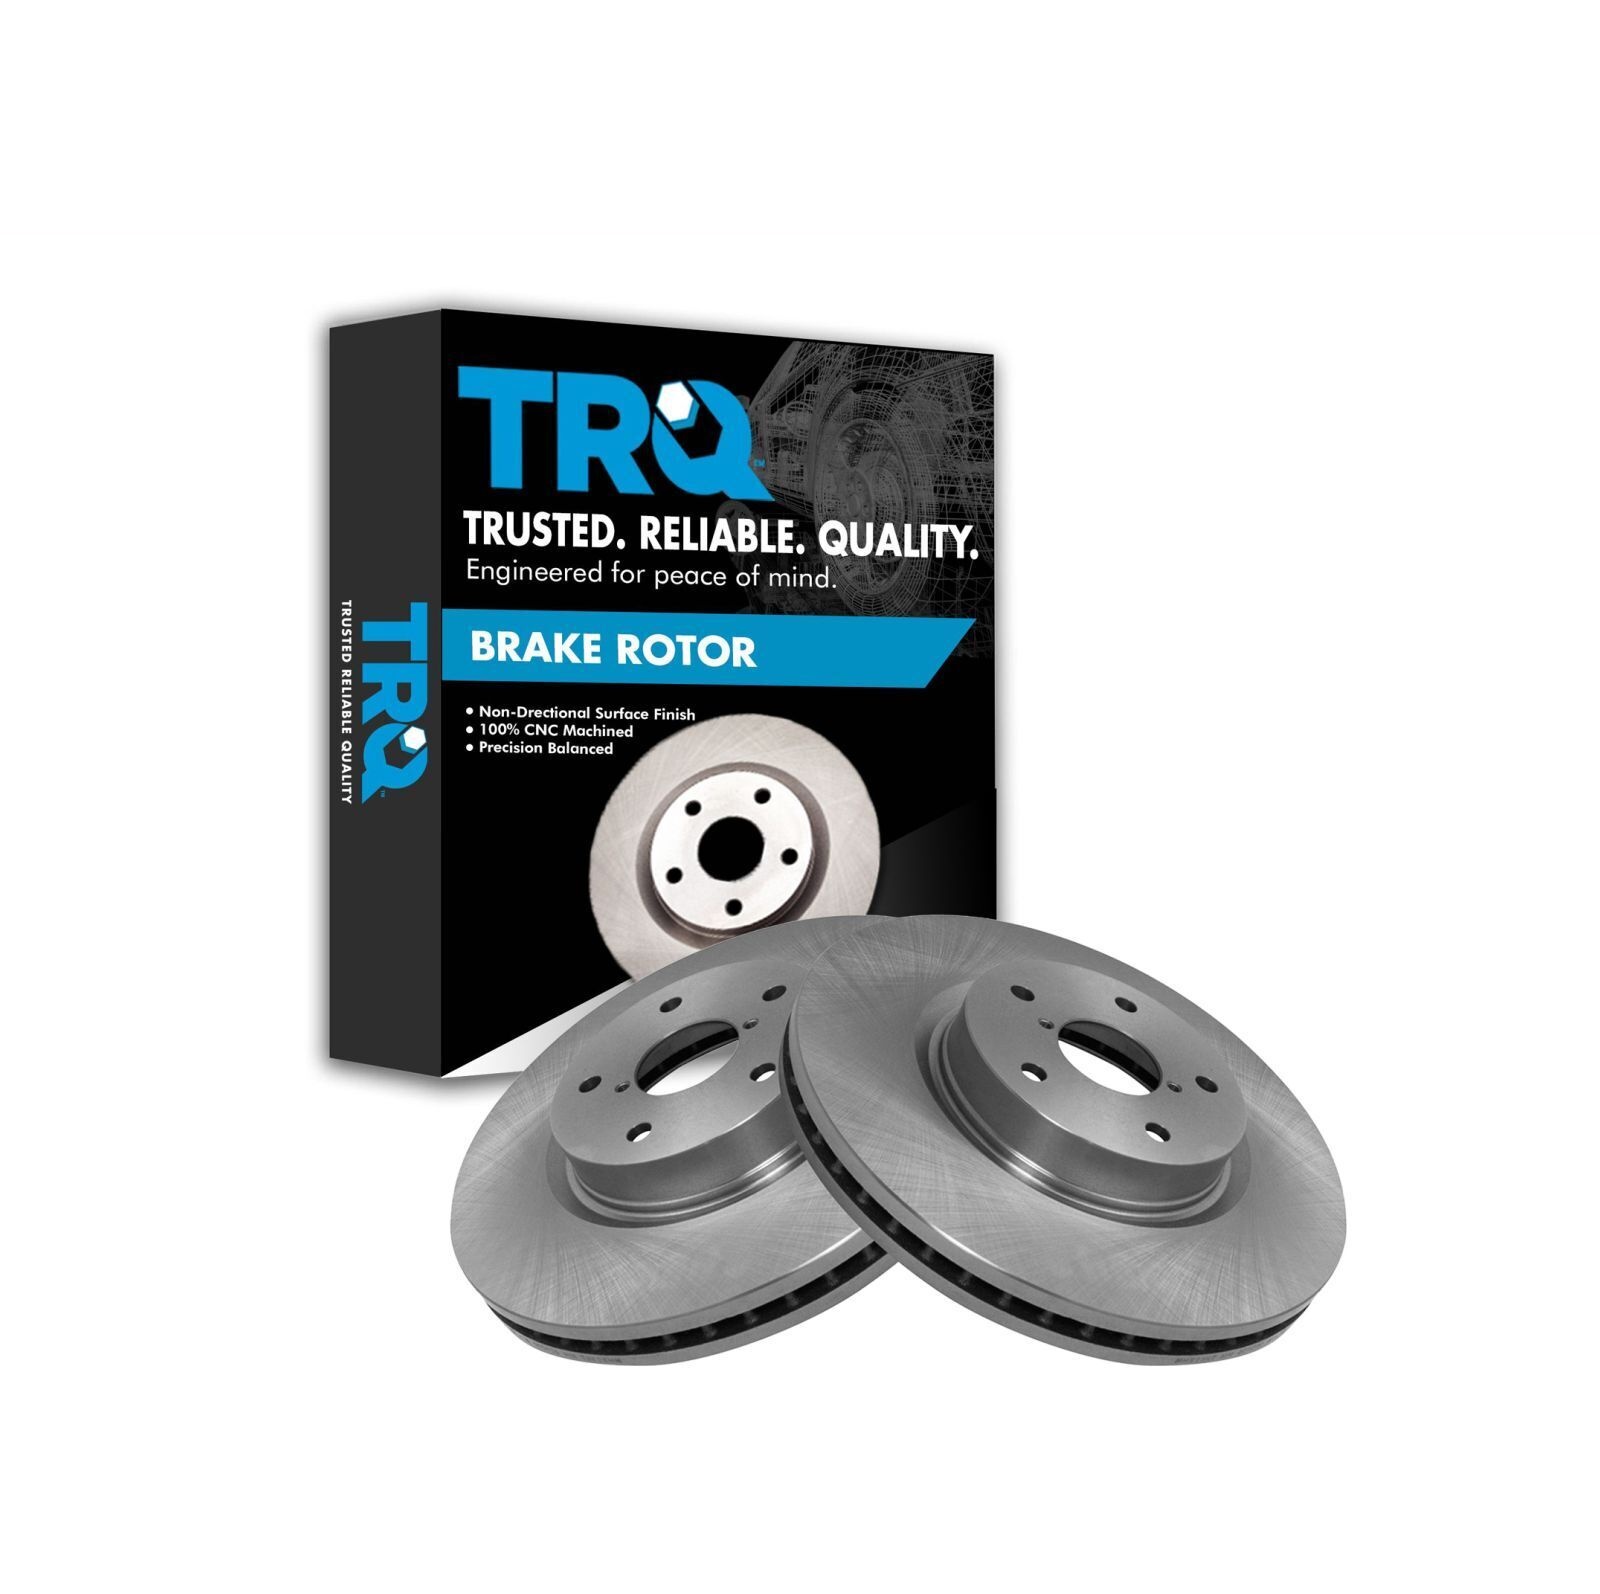 TRQ
TRUSTED. RELIABLE. QUALITY.
Engineered for peace of mind.
BRAKE ROTOR
• Non-Drectional Surface Finish
• 100% CNC Machined
• Precision Balanced
TRQ™
TRUSTED RELIABLE QUALITY